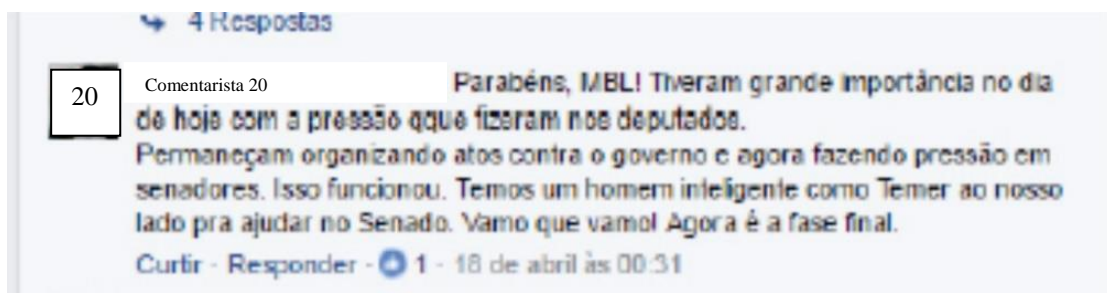 4 Respostas
20
Comentarista 20 Parabéns, MBL! Tiveram grande importância no dia
de hoje com a pressão qque fizeram nos deputados.
Permaneçam organizando atos contra o governo e agora fazendo pressão em
senadores. Isso funcionou. Temos um homem inteligente como Temer ao nosso
lado pra ajudar no Senado. Vamo que vamo! Agora é a fase final.
Curtir · Responder · 1 · 18 de abril às 00:31